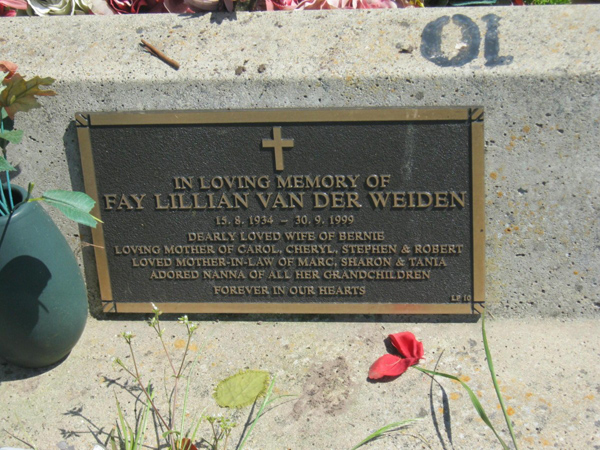 10
IN LOVING MEMORY OF
FAY LILLIAN VAN DER WEIDEN
15. 8. 1934 – 30. 9. 1999
DEARLY LOVED WIFE OF BERNIE
LOVING MOTHER OF CAROL, CHERYL, STEPHEN & ROBERT
LOVED MOTHER-IN-LAW OF MARC, SHARON & TANIA
ADORED NANNA OF ALL HER GRANDCHILDREN
FOREVER IN OUR HEARTS
LP 10